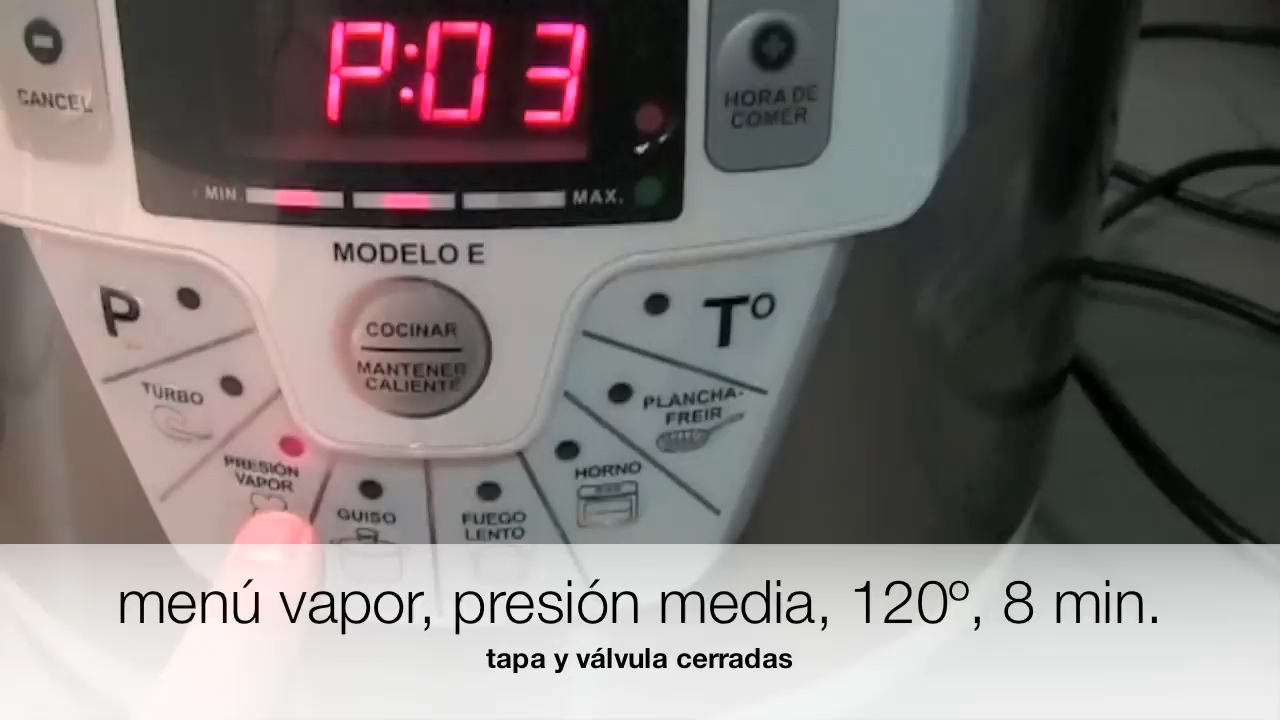 P:03
CANCEL
HORA DE
COMER
MIN.
MAX.
MODELO E
P
COCINAR
MANTENER
CALIENTE
Tº
TURBO
PLANCHA-
FREIR
PRESIÓN
VAPOR
GUISO
FUEGO
LENTO
HORNO
menú vapor, presión media, 120º, 8 min.
tapa y válvula cerradas